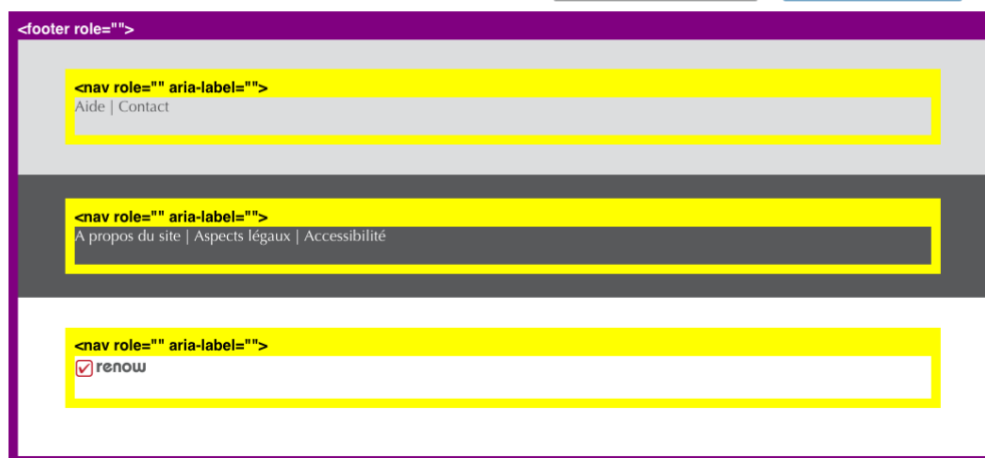 <footer role="">
<nav role="" aria-label="">
Aide | Contact
<nav role="" aria-label="">
A propos du site | Aspects légaux | Accessibilité
<nav role="" aria-label="">
renow